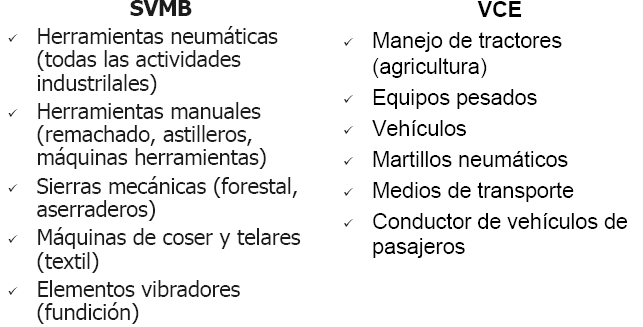 SVMB
✓ Herramientas neumáticas
(todas las actividades
industrilales)
✓ Herramientas manuales
(remachado, astilleros,
máquinas herramientas)
✓ Sierras mecánicas (forestal,
aserraderos)
✓ Máquinas de coser y telares
(textil)
✓ Elementos vibradores
(fundición)
VCE
✓ Manejo de tractores
(agricultura)
✓ Equipos pesados
✓ Vehículos
✓ Martillos neumáticos
✓ Medios de transporte
✓ Conductor de vehículos de
pasajeros